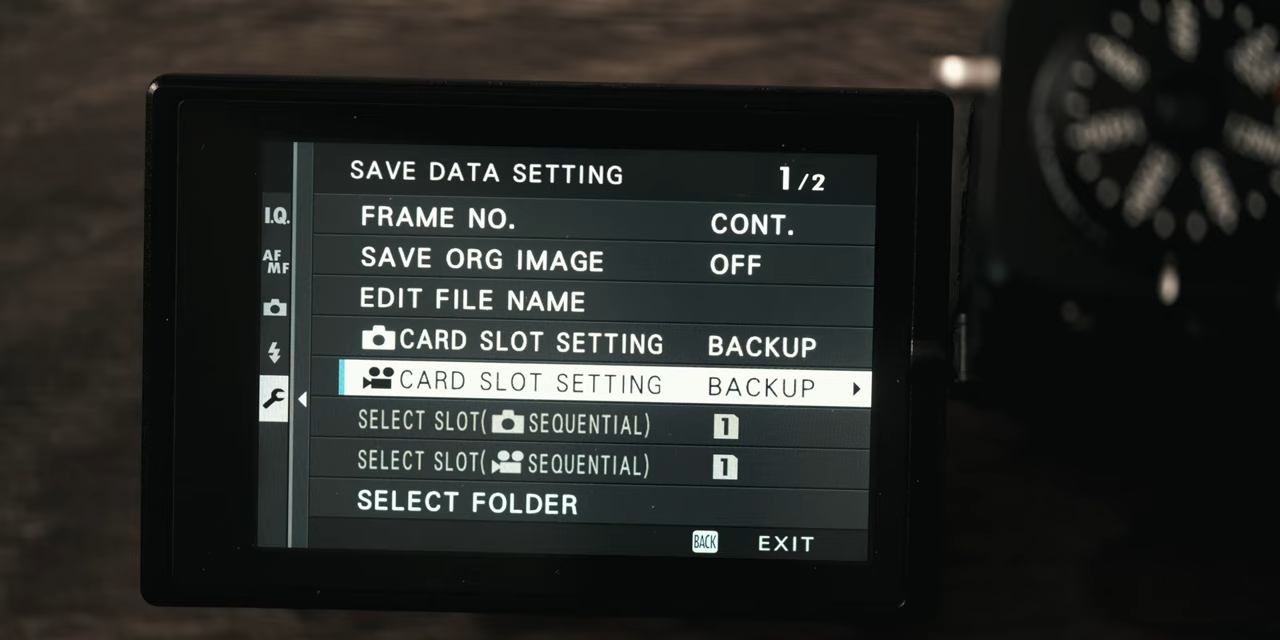 SAVE DATA SETTING 1/2
I.Q. FRAME NO. CONT.
AF MF SAVE ORG IMAGE OFF
EDIT FILE NAME
CARD SLOT SETTING BACKUP
CARD SLOT SETTING BACKUP
SELECT SLOT( SEQUENTIAL) 1
SELECT SLOT( SEQUENTIAL) 1
SELECT FOLDER
BACK EXIT